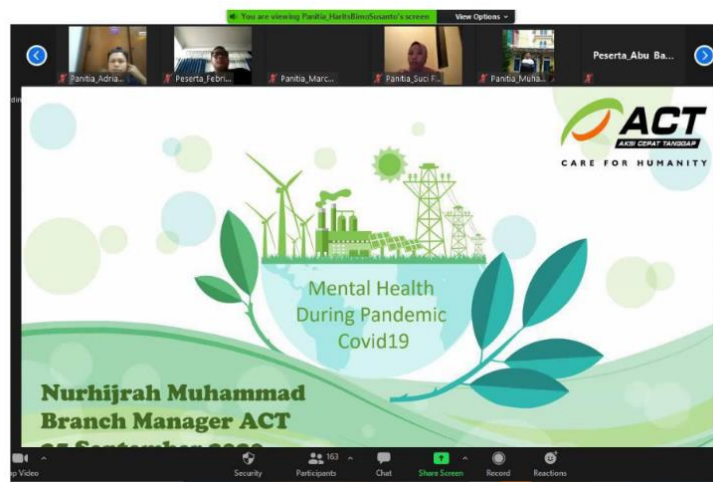 You are viewing Panitia_HaritsBimoSusanto's screen
View Options
Panitia_Adria...
Peserta_Febri...
Panitia_Marc...
Panitia_Suci F...
Panitia_Muha...
Peserta_Abu Ba...
ACT
AKSI CEPAT TANGGAP
CARE FOR HUMANITY
Mental Health
During Pandemic
Covid19
Nurhijrah Muhammad
Branch Manager ACT
September
p Video
Security
Participants
163
Chat
Share Screen
Record
Reactions